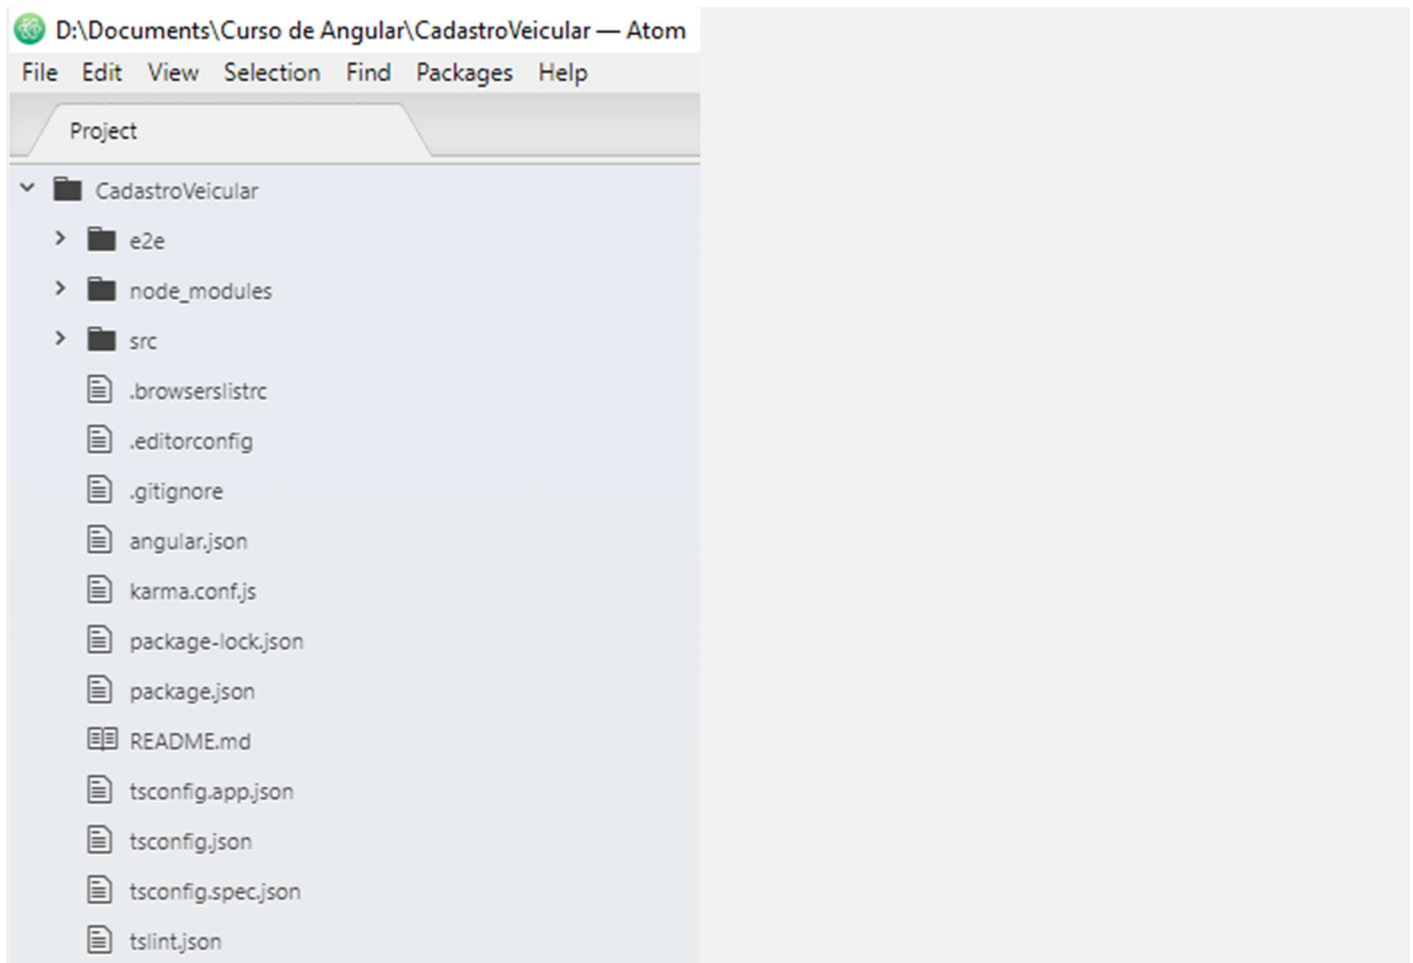 D:\Documents\Curso de Angular\CadastroVeicular — Atom
File Edit View Selection Find Packages Help
Project
CadastroVeicular
e2e
node_modules
src
.browserslistrc
.editorconfig
.gitignore
angular.json
karma.conf.js
package-lock.json
package.json
README.md
tsconfig.app.json
tsconfig.json
tsconfig.spec.json
tslint.json